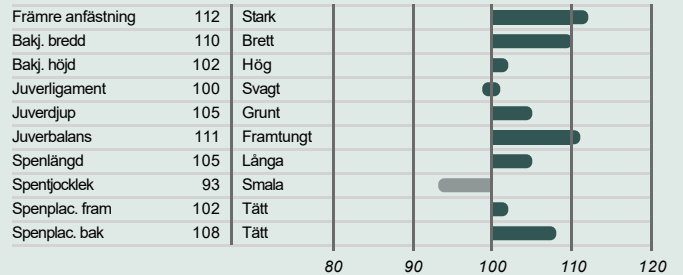 Främre anfästning 112 Stark
Bakj. bredd 110 Brett
Bakj. höjd 102 Hög
Juverligament 100 Svagt
Juverdjup 105 Grunt
Juverbalans 111 Framtungt
Spenlängd 105 Långa
Spentjocklek 93 Smala
Spenplac. fram 102 Tätt
Spenplac. bak 108 Tätt
80 90 100 110 120